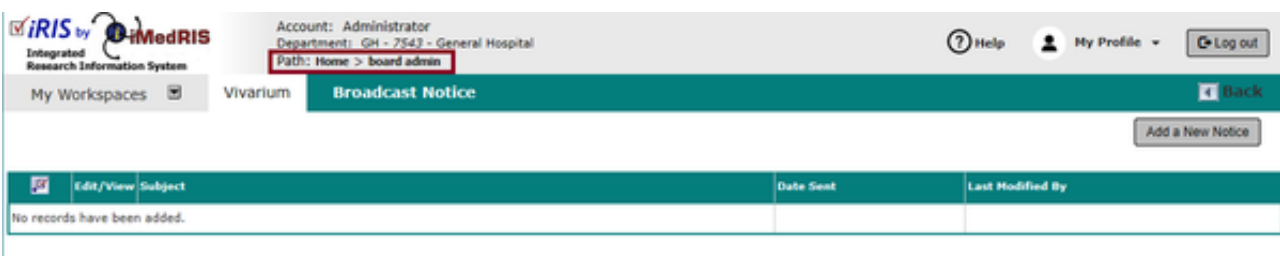 iRIS by iMedRIS
Integrated
Research Information System
Account: Administrator
Department: GH - 7543 - General Hospital
Path: Home > board admin
Help
My Profile
Log out
My Workspaces
Vivarium
Broadcast Notice
Back
Add a New Notice
Edit/View Subject Date Sent Last Modified By
No records have been added.